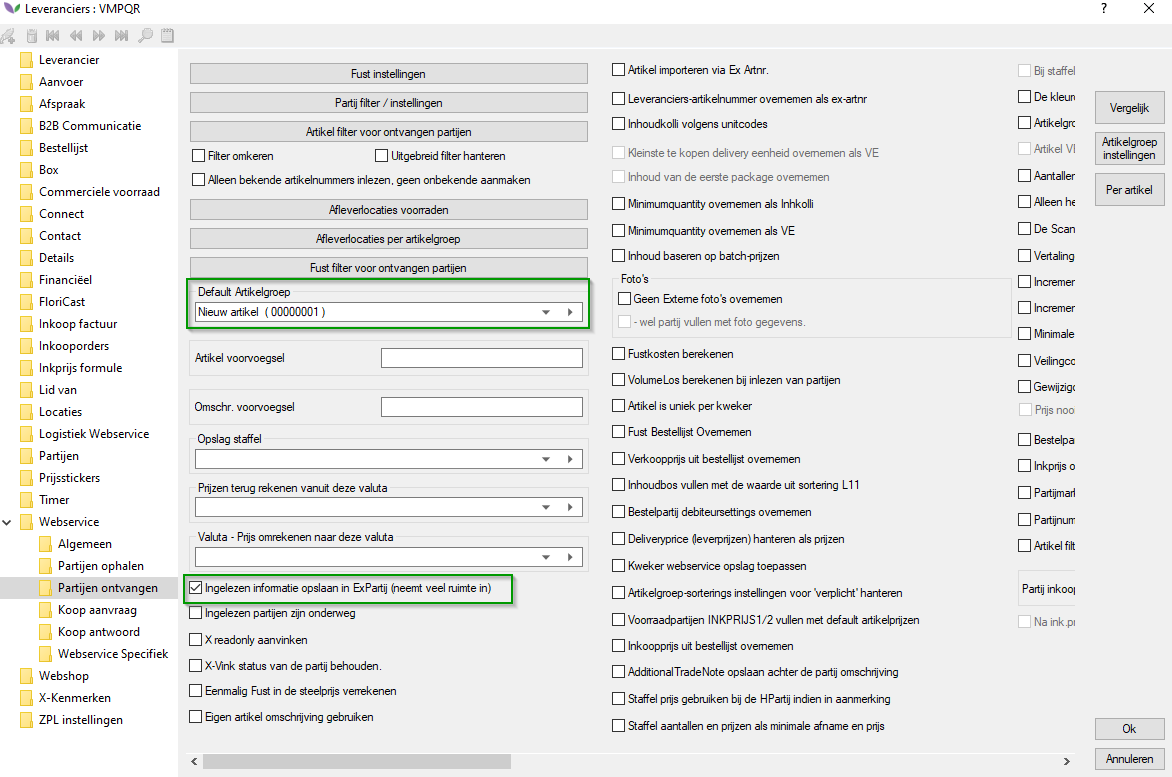 Leveranciers : VMPQR
?
Leverancier
Aanvoer
Afspraak
B2B Communicatie
Bestellijst
Box
Commerciele voorraad
Connect
Contact
Details
Financiëel
FloriCast
Inkoop factuur
Inkooporders
Inkprijs formule
Lid van
Locaties
Logistiek Webservice
Partijen
Prijsstickers
Timer
Webservice
Algemeen
Partijen ophalen
Partijen ontvangen
Koop aanvraag
Koop antwoord
Webservice Specifiek
Webshop
X-Kenmerken
ZPL instellingen
Fust instellingen
Partij filter / instellingen
Artikel filter voor ontvangen partijen
Filter omkeren
Uitgebreid filter hanteren
Alleen bekende artikelnummers inlezen, geen onbekende aanmaken
Afleverlocaties voorraden
Afleverlocaties per artikelgroep
Fust filter voor ontvangen partijen
Default Artikelgroep
Nieuw artikel ( 00000001 )
Artikel voorvoegsel
Omschr. voorvoegsel
Opslag staffel
Prijzen terug rekenen vanuit deze valuta
Valuta - Prijs omrekenen naar deze valuta
Ingelezen informatie opslaan in ExPartij (neemt veel ruimte in)
Ingelezen partijen zijn onderweg
X readonly aanvinken
X-Vink status van de partij behouden.
Eenmalig Fust in de steelprijs verrekenen
Eigen artikel omschrijving gebruiken
Artikel importeren via Ex Artnr.
Leveranciers-artikelnummer overnemen als ex-artnr
Inhoudkolli volgens unitcodes
Kleinste te kopen delivery eenheid overnemen als VE
Inhoud van de eerste package overnemen
Minimumquantity overnemen als Inhkolli
Minimumquantity overnemen als VE
Inhoud baseren op batch-prijzen
Foto's
Geen Externe foto's overnemen
- wel partij vullen met foto gegevens.
Fustkosten berekenen
VolumeLos berekenen bij inlezen van partijen
Artikel is uniek per kweker
Fust Bestellijst Overnemen
Verkoopprijs uit bestellijst overnemen
Inhoudbos vullen met de waarde uit sortering L11
Bestelpartij debiteursettings overnemen
Deliveryprice (leverprijzen) hanteren als prijzen
Kweker webservice opslag toepassen
Artikelgroep-sorterings instellingen voor 'verplicht' hanteren
Voorraadpartijen INKPRIJS1/2 vullen met default artikelprijzen
Inkoopprijs uit bestellijst overnemen
AdditionalTradeNote opslaan achter de partij omschrijving
Staffel prijs gebruiken bij de HPartij indien in aanmerking
Staffel aantallen en prijzen als minimale afname en prijs
Bij staffel
De kleure
Artikelgro
Artikel VI
Aantallen
Alleen he
De Scan
Vertaling
Incremen
Incremen
Minimale
Veilingco
Gewijzigd
Prijs noo
Bestelpa
Inkprijs o
Partijmark
Partijnum
Artikel filt
Partij inkoop
Na ink.pr
Vergelijk
Artikelgroep
instellingen
Per artikel
Ok
Annuleren